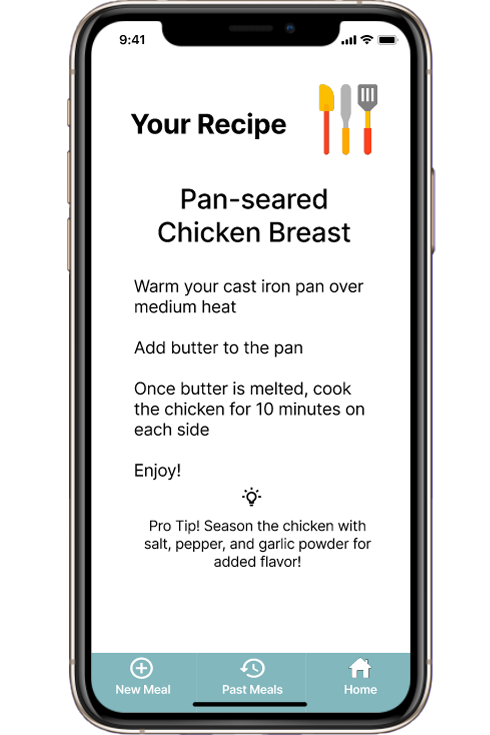 9:41
Your Recipe
Pan-seared
Chicken Breast
Warm your cast iron pan over
medium heat
Add butter to the pan
Once butter is melted, cook
the chicken for 10 minutes on
each side
Enjoy!
Pro Tip! Season the chicken with
salt, pepper, and garlic powder for
added flavor!
New Meal Past Meals Home